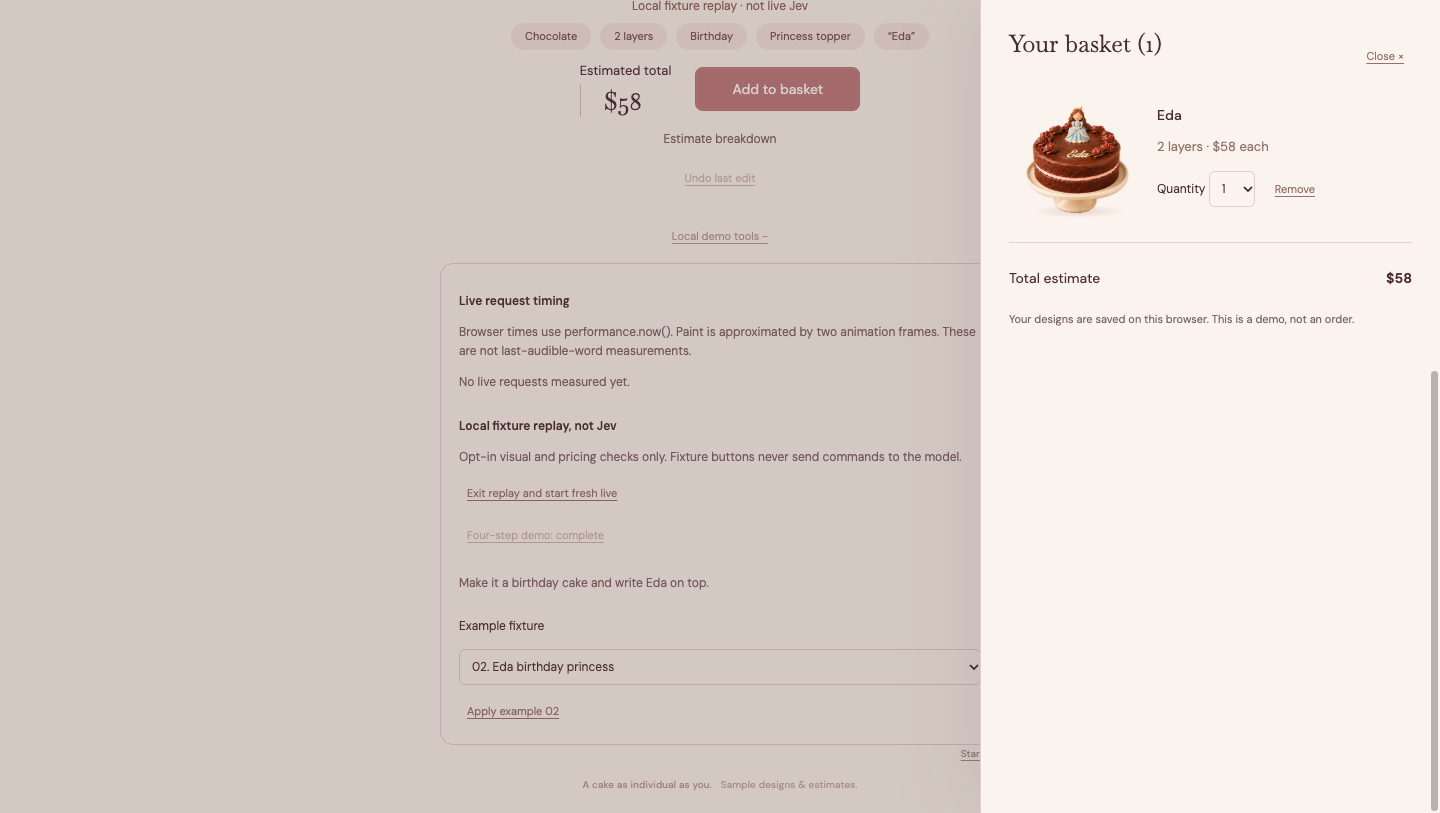 Local fixture replay · not live Jev
Chocolate
2 layers
Birthday
Princess topper
“Eda”
Estimated total
$58
Add to basket
Estimate breakdown
Undo last edit
Local demo tools −
Live request timing
Browser times use performance.now(). Paint is approximated by two animation frames. These
are not last-audible-word measurements.
No live requests measured yet.
Local fixture replay, not Jev
Opt-in visual and pricing checks only. Fixture buttons never send commands to the model.
Exit replay and start fresh live
Four-step demo: complete
Make it a birthday cake and write Eda on top.
Example fixture
02. Eda birthday princess
Apply example 02
Star
A cake as individual as you. Sample designs & estimates.
Your basket (1)
Close ×
Eda
Eda
2 layers · $58 each
Quantity 1
Remove
Total estimate
$58
Your designs are saved on this browser. This is a demo, not an order.